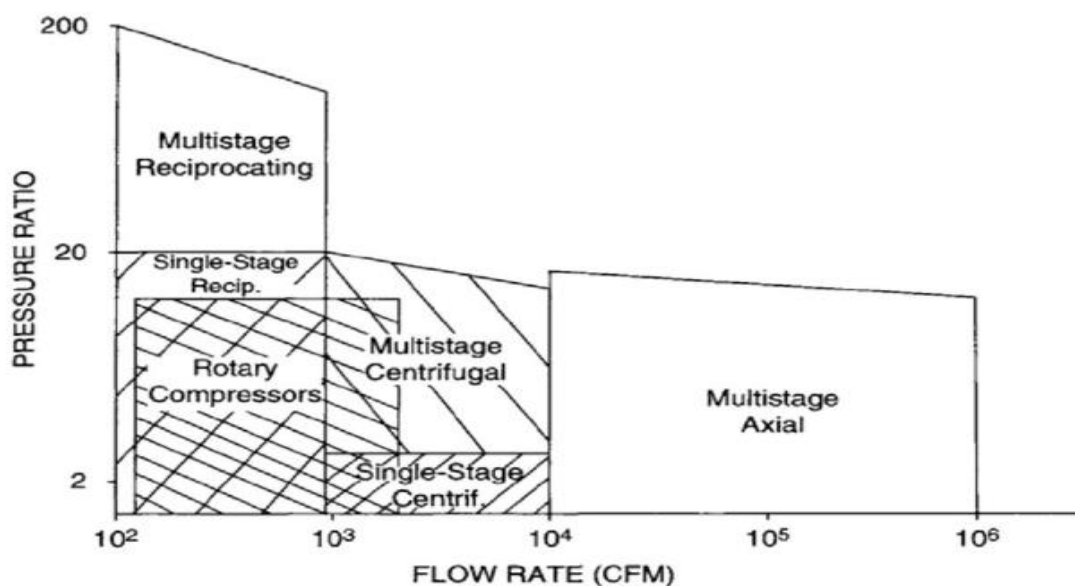 200
Multistage
Reciprocating
PRESSURE RATIO
20
Single-Stage
Recip.
Rotary
Compressors
Multistage
Centrifugal
Multistage
Axial
2
Single-Stage
Centrif.
10² 10³ 10⁴ 10⁵ 10⁶
FLOW RATE (CFM)